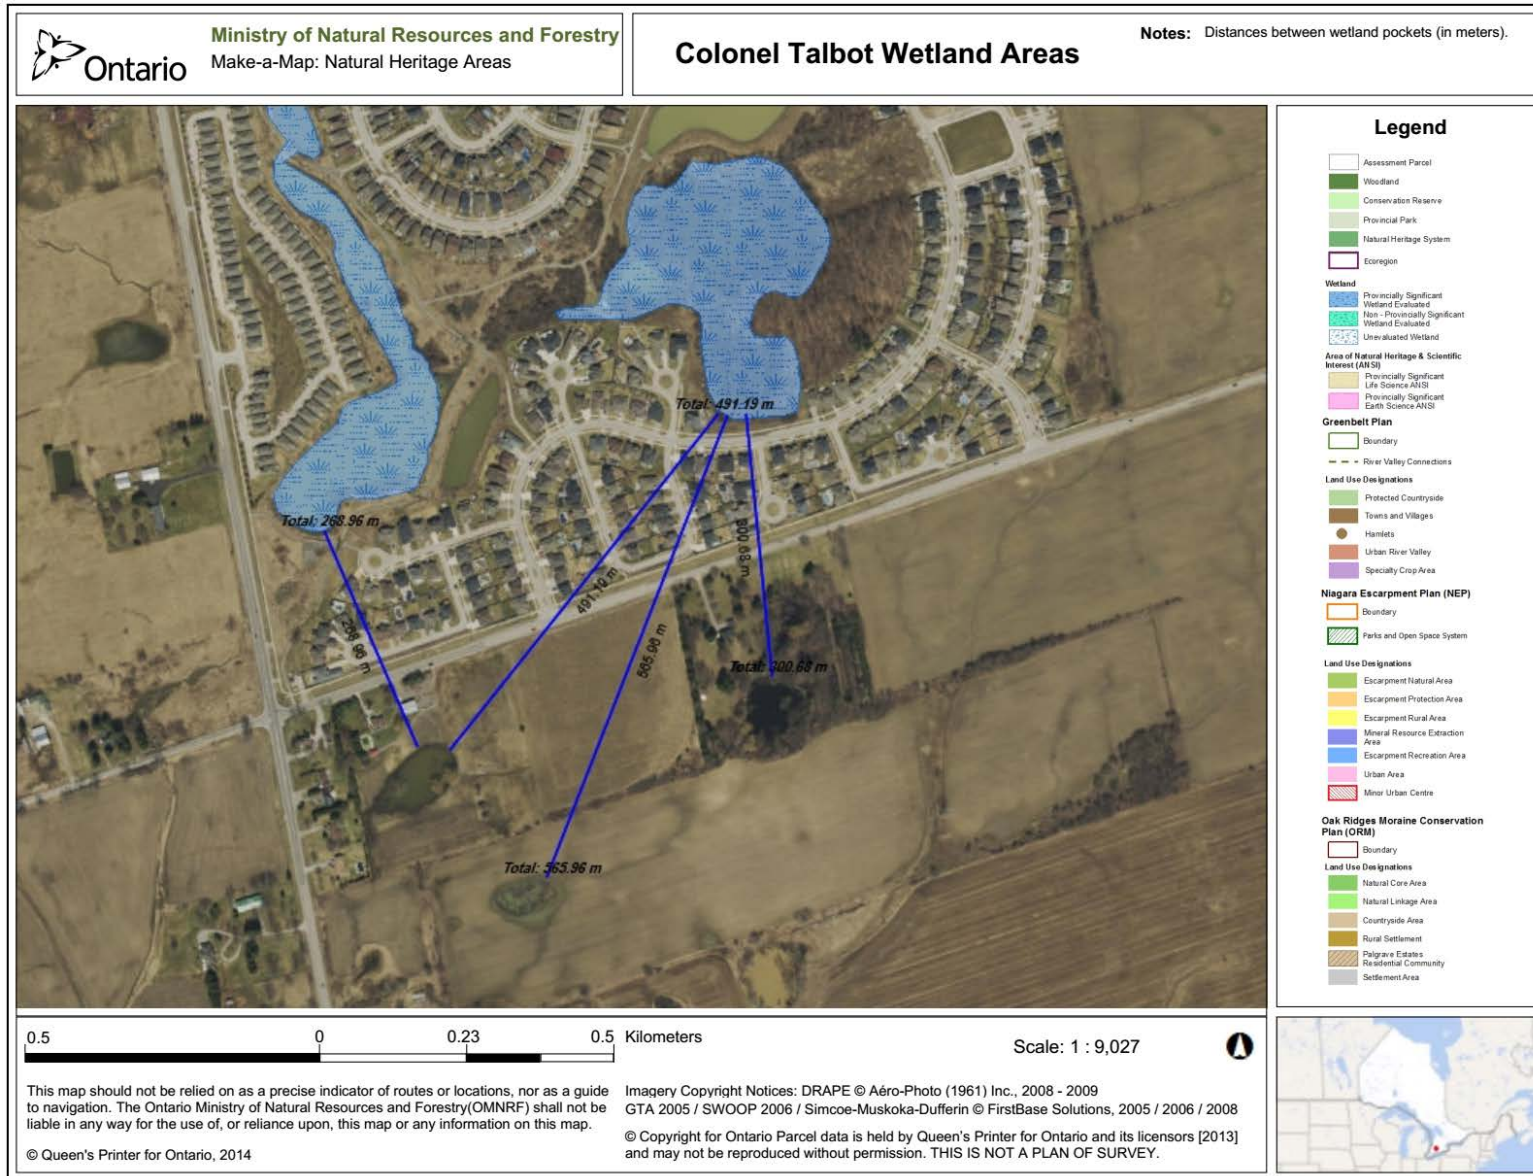 Ontario
Ministry of Natural Resources and Forestry
Make-a-Map: Natural Heritage Areas
Colonel Talbot Wetland Areas
Notes: Distances between wetland pockets (in meters).
Total: 491.19 m
Total: 268.96 m
268.96 m
491.19 m
565.96 m
300.68 m
Total: 300.68 m
Total: 565.96 m
Legend
Assessment Parcel
Woodland
Conservation Reserve
Provincial Park
Natural Heritage System
Ecoregion
Wetland
Provincially Significant
Wetland Evaluated
Non - Provincially Significant
Wetland Evaluated
Unevaluated Wetland
Area of Natural Heritage & Scientific
Interest (ANSI)
Provincially Significant
Life Science ANSI
Provincially Significant
Earth Science ANSI
Greenbelt Plan
Boundary
River Valley Connections
Land Use Designations
Protected Countryside
Towns and Villages
Hamlets
Urban River Valley
Specialty Crop Area
Niagara Escarpment Plan (NEP)
Boundary
Parks and Open Space System
Land Use Designations
Escarpment Natural Area
Escarpment Protection Area
Escarpment Rural Area
Mineral Resource Extraction
Area
Escarpment Recreation Area
Urban Area
Minor Urban Centre
Oak Ridges Moraine Conservation
Plan (ORM)
Boundary
Land Use Designations
Natural Core Area
Natural Linkage Area
Countryside Area
Rural Settlement
Palgrave Estates
Residential Community
Settlement Area
0.5 0 0.23 0.5 Kilometers
Scale: 1 : 9,027
This map should not be relied on as a precise indicator of routes or locations, nor as a guide
to navigation. The Ontario Ministry of Natural Resources and Forestry(OMNRF) shall not be
liable in any way for the use of, or reliance upon, this map or any information on this map.
© Queen's Printer for Ontario, 2014
Imagery Copyright Notices: DRAPE © Aéro-Photo (1961) Inc., 2008 - 2009
GTA 2005 / SWOOP 2006 / Simcoe-Muskoka-Dufferin © FirstBase Solutions, 2005 / 2006 / 2008
© Copyright for Ontario Parcel data is held by Queen's Printer for Ontario and its licensors [2013]
and may not be reproduced without permission. THIS IS NOT A PLAN OF SURVEY.